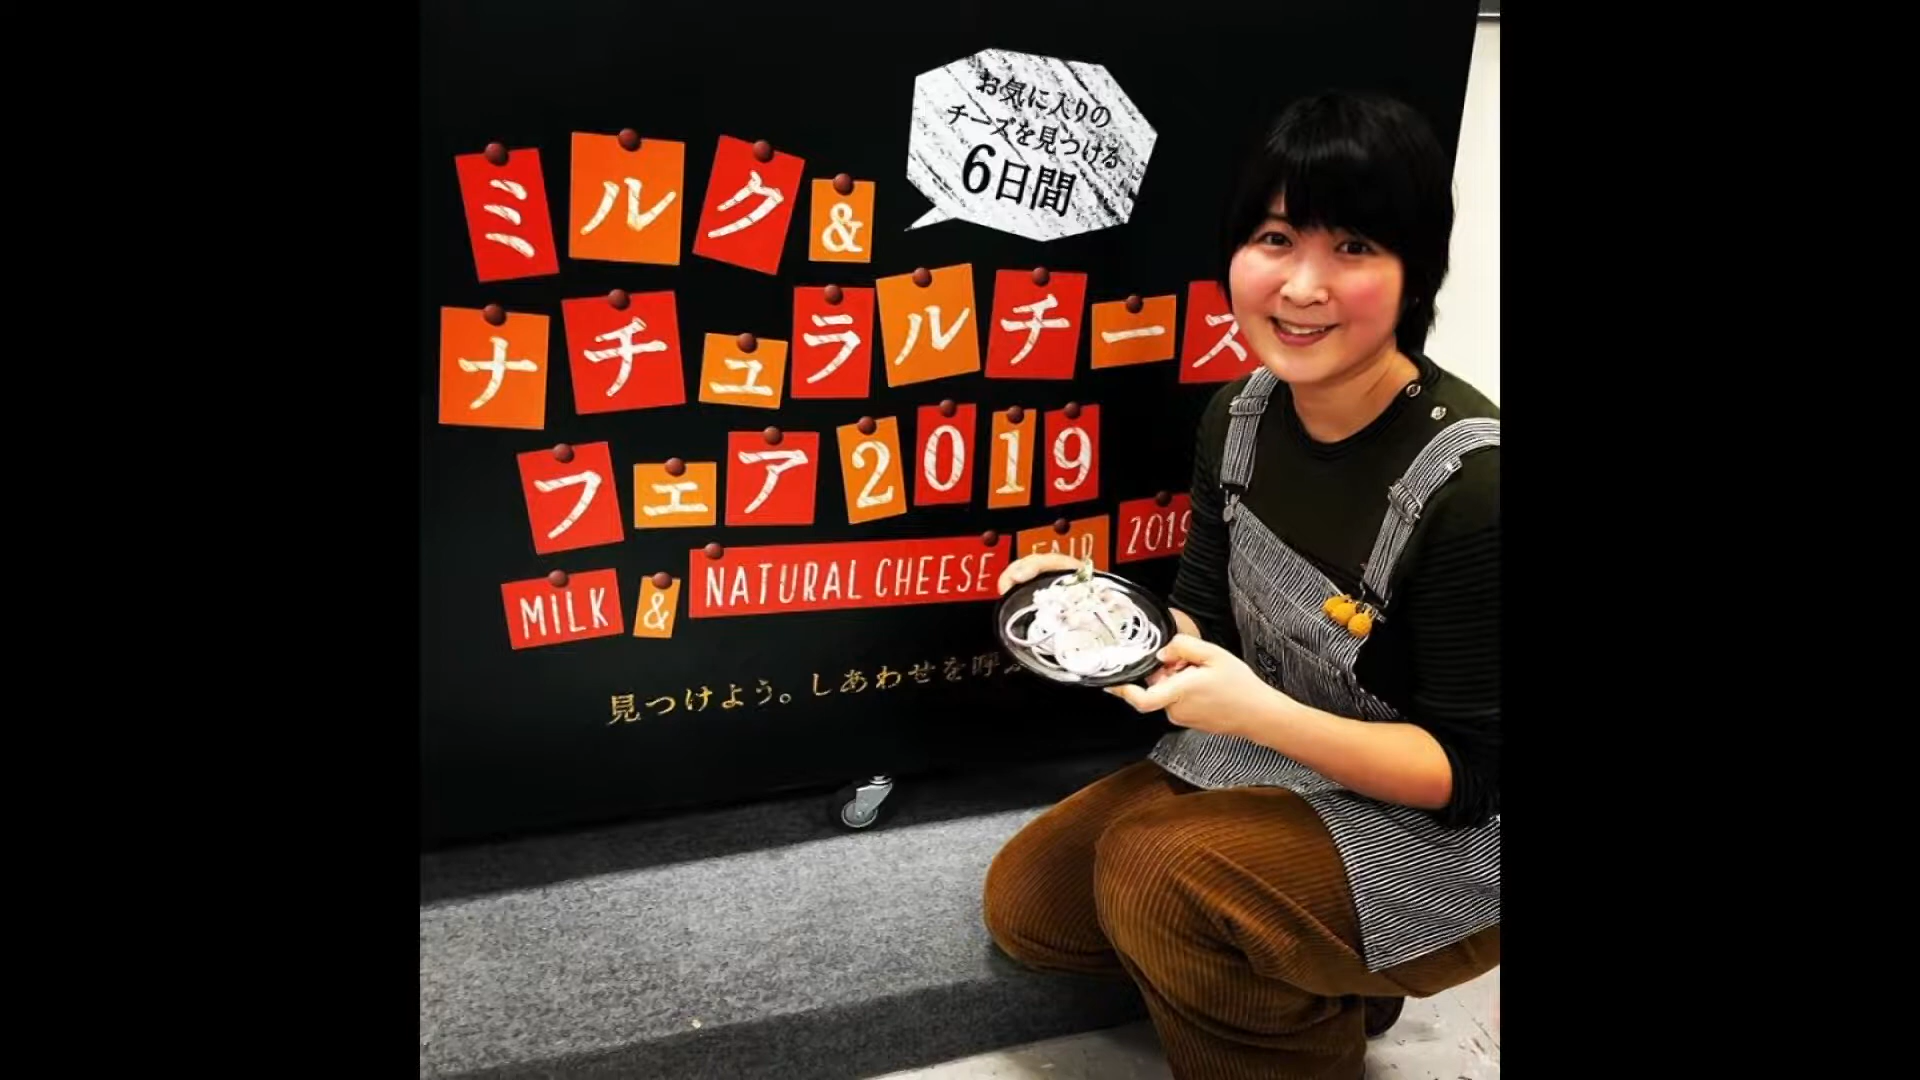 お気に入りの
チーズを見つける
6日間
ミルク&
ナチュラルチーズ
フェア2019
MILK & NATURAL CHEESE FAIR 2019
見つけよう。しあわせを呼ぶ